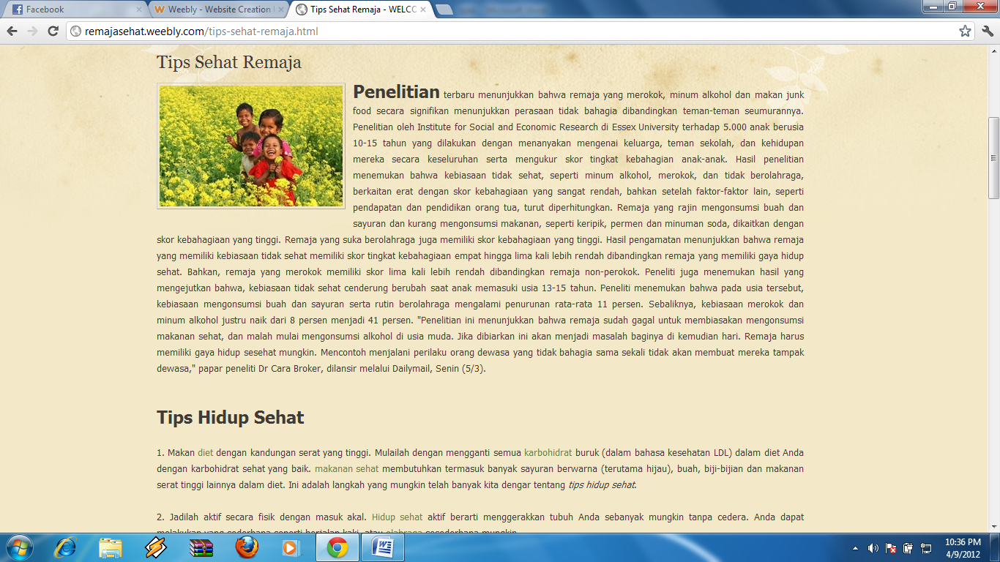 Facebook
Weebly - Website Creation
Tips Sehat Remaja - WELCO
remajasehat.weebly.com/tips-sehat-remaja.html
Tips Sehat Remaja
Penelitian terbaru menunjukkan bahwa remaja yang merokok, minum alkohol dan makan junk
food secara signifikan menunjukkan perasaan tidak bahagia dibandingkan teman-teman seumurannya.
Penelitian oleh Institute for Social and Economic Research di Essex University terhadap 5.000 anak berusia
10-15 tahun yang dilakukan dengan menanyakan mengenai keluarga, teman sekolah, dan kehidupan
mereka secara keseluruhan serta mengukur skor tingkat kebahagian anak-anak. Hasil penelitian
menemukan bahwa kebiasaan tidak sehat, seperti minum alkohol, merokok, dan tidak berolahraga,
berkaitan erat dengan skor kebahagiaan yang sangat rendah, bahkan setelah faktor-faktor lain, seperti
pendapatan dan pendidikan orang tua, turut diperhitungkan. Remaja yang rajin mengonsumsi buah dan
sayuran dan kurang mengonsumsi makanan, seperti keripik, permen dan minuman soda, dikaitkan dengan
skor kebahagiaan yang tinggi. Remaja yang suka berolahraga juga memiliki skor kebahagiaan yang tinggi. Hasil pengamatan menunjukkan bahwa remaja
yang memiliki kebiasaan tidak sehat memiliki skor tingkat kebahagiaan empat hingga lima kali lebih rendah dibandingkan remaja yang memiliki gaya hidup
sehat. Bahkan, remaja yang merokok memiliki skor lima kali lebih rendah dibandingkan remaja non-perokok. Peneliti juga menemukan hasil yang
mengejutkan bahwa, kebiasaan tidak sehat cenderung berubah saat anak memasuki usia 13-15 tahun. Peneliti menemukan bahwa pada usia tersebut,
kebiasaan mengonsumsi buah dan sayuran serta rutin berolahraga mengalami penurunan rata-rata 11 persen. Sebaliknya, kebiasaan merokok dan
minum alkohol justru naik dari 8 persen menjadi 41 persen. "Penelitian ini menunjukkan bahwa remaja sudah gagal untuk membiasakan mengonsumsi
makanan sehat, dan malah mulai mengonsumsi alkohol di usia muda. Jika dibiarkan ini akan menjadi masalah baginya di kemudian hari. Remaja harus
memiliki gaya hidup sesehat mungkin. Mencontoh menjalani perilaku orang dewasa yang tidak bahagia sama sekali tidak akan membuat mereka tampak
dewasa," papar peneliti Dr Cara Broker, dilansir melalui Dailymail, Senin (5/3).
Tips Hidup Sehat
1. Makan diet dengan kandungan serat yang tinggi. Mulailah dengan mengganti semua karbohidrat buruk (dalam bahasa kesehatan LDL) dalam diet Anda
dengan karbohidrat sehat yang baik. makanan sehat membutuhkan termasuk banyak sayuran berwarna (terutama hijau), buah, biji-bijian dan makanan
serat tinggi lainnya dalam diet. Ini adalah langkah yang mungkin telah banyak kita dengar tentang tips hidup sehat.
2. Jadilah aktif secara fisik dengan masuk akal. Hidup sehat aktif berarti menggerakkan tubuh Anda sebanyak mungkin tanpa cedera. Anda dapat
melakukan yang sederhana seperti berjalan kaki, atau olahraga sesederhana mungkin.
10:36 PM
4/9/2012